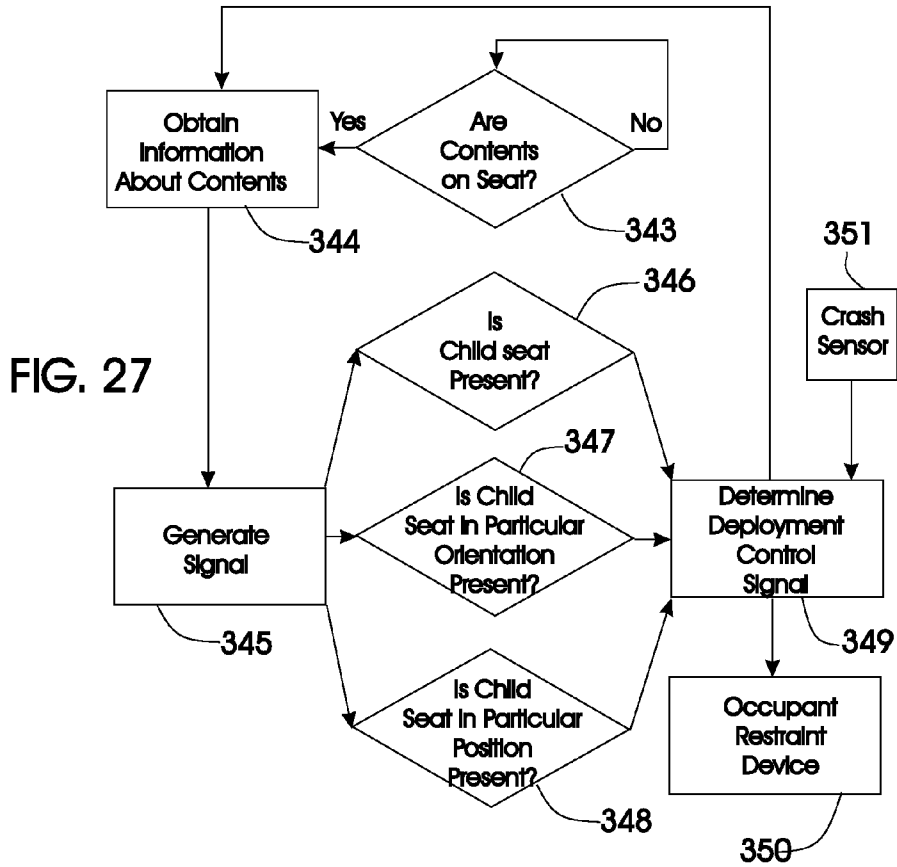 Obtain
Information
About Contents
344
Yes
Are
Contents
on Seat?
No
343
351
Crash
Sensor
346
Is
Child seat
Present?
FIG. 27
347
Is Child
Seat in Particular
Orientation
Present?
Generate
Signal
345
Determine
Deployment
Control
Signal
349
Is Child
Seat in Particular
Position
Present?
348
Occupant
Restraint
Device
350